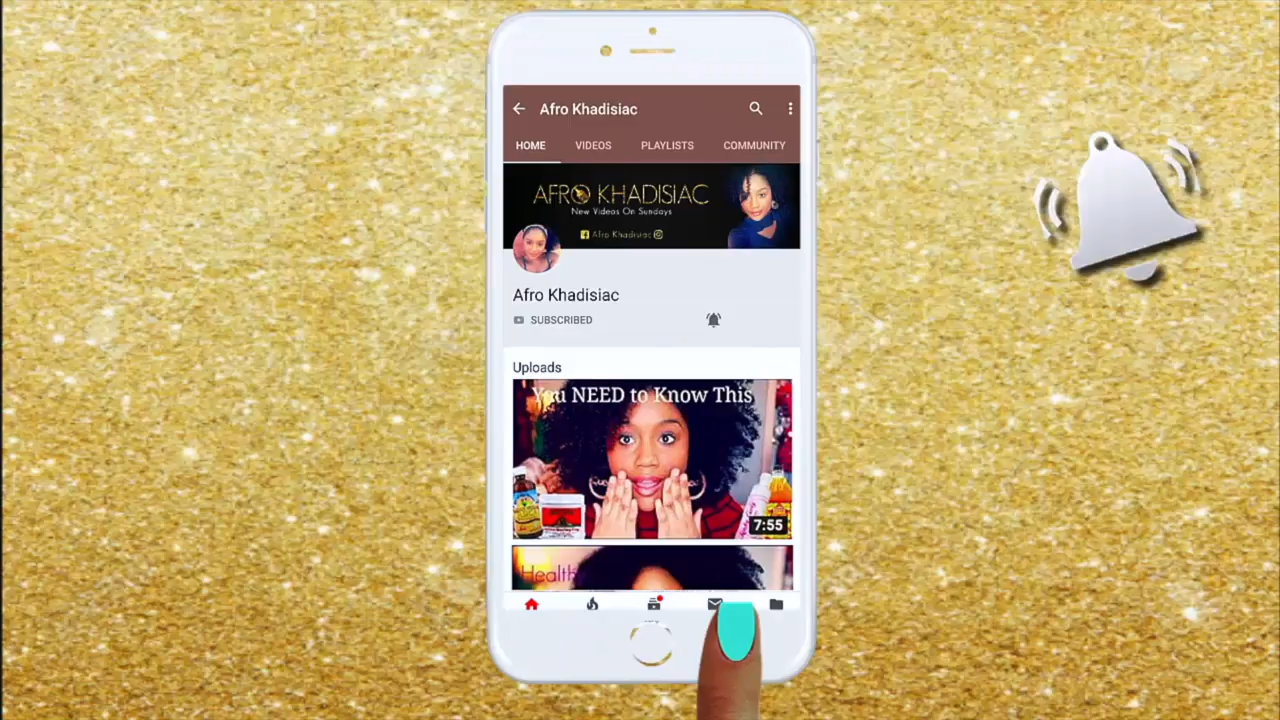 Afro Khadisiac
HOME VIDEOS PLAYLISTS COMMUNITY
AFRO KHADISIAC
New Videos On Sundays
Afro Khadisiac
Afro Khadisiac
SUBSCRIBED
Uploads
You NEED to Know This
7:55
Health